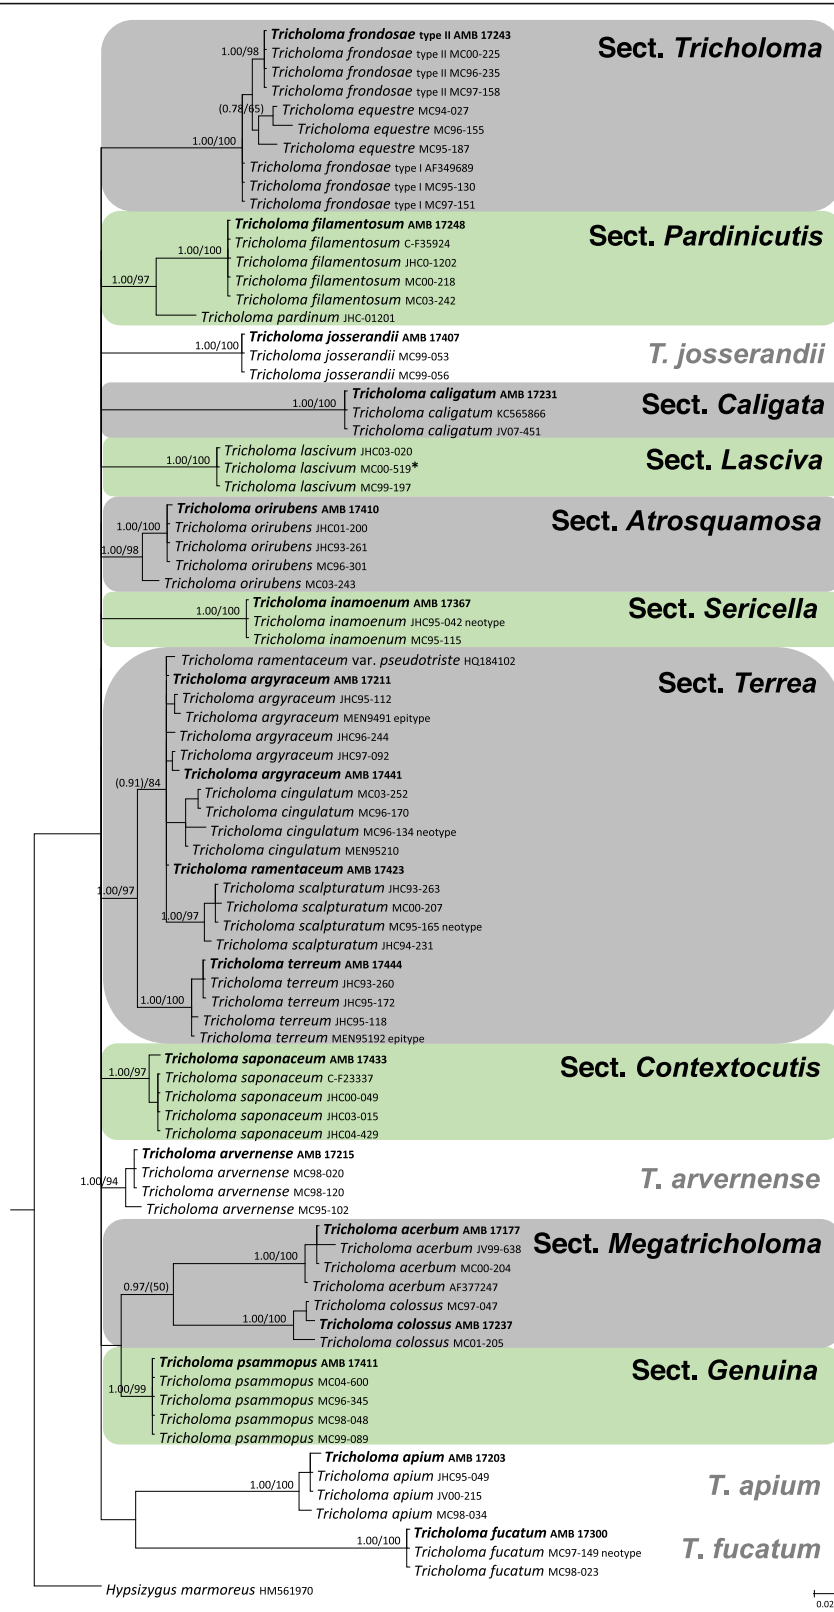 Tricholoma frondosae type II AMB 17243
1.00/98
Tricholoma frondosae type II MC00-225
Tricholoma frondosae type II MC96-235
Tricholoma frondosae type II MC97-158
Sect. Tricholoma
(0.78/65)
Tricholoma equestre MC94-027
Tricholoma equestre MC96-155
1.00/100
Tricholoma equestre MC95-187
Tricholoma frondosae type I AF349689
Tricholoma frondosae type I MC95-130
Tricholoma frondosae type I MC97-151
Tricholoma filamentosum AMB 17248
Sect. Pardinicutis
1.00/100
Tricholoma filamentosum C-F35924
Tricholoma filamentosum JHC0-1202
1.00/97
Tricholoma filamentosum MC00-218
Tricholoma filamentosum MC03-242
Tricholoma pardinum JHC-01201
Tricholoma josserandii AMB 17407
1.00/100
Tricholoma josserandii MC99-053
T. josserandii
Tricholoma josserandii MC99-056
Tricholoma caligatum AMB 17231
1.00/100
Tricholoma caligatum KC565866
Sect. Caligata
Tricholoma caligatum JV07-451
Tricholoma lascivum JHC03-020
1.00/100
Tricholoma lascivum MC00-519*
Sect. Lasciva
Tricholoma lascivum MC99-197
Tricholoma orirubens AMB 17410
1.00/100
Tricholoma orirubens JHC01-200
Sect. Atrosquamosa
Tricholoma orirubens JHC93-261
1.00/98
Tricholoma orirubens MC96-301
Tricholoma orirubens MC03-243
Tricholoma inamoenum AMB 17367
Sect. Sericella
1.00/100
Tricholoma inamoenum JHC95-042 neotype
Tricholoma inamoenum MC95-115
Tricholoma ramentaceum var. pseudotriste HQ184102
Tricholoma argyraceum AMB 17211
Sect. Terrea
Tricholoma argyraceum JHC95-112
Tricholoma argyraceum MEN9491 epitype
Tricholoma argyraceum JHC96-244
Tricholoma argyraceum JHC97-092
Tricholoma argyraceum AMB 17441
(0.91)/84
Tricholoma cingulatum MC03-252
Tricholoma cingulatum MC96-170
Tricholoma cingulatum MC96-134 neotype
Tricholoma cingulatum MEN95210
Tricholoma ramentaceum AMB 17423
1.00/97
Tricholoma scalpturatum JHC93-263
Tricholoma scalpturatum MC00-207
1.00/97
Tricholoma scalpturatum MC95-165 neotype
Tricholoma scalpturatum JHC94-231
Tricholoma terreum AMB 17444
Tricholoma terreum JHC93-260
1.00/100
Tricholoma terreum JHC95-172
Tricholoma terreum JHC95-118
Tricholoma terreum MEN95192 epitype
Tricholoma saponaceum AMB 17433
Sect. Contextocutis
1.00/97
Tricholoma saponaceum C-F23337
Tricholoma saponaceum JHC00-049
Tricholoma saponaceum JHC03-015
Tricholoma saponaceum JHC04-429
Tricholoma arvernense AMB 17215
Tricholoma arvernense MC98-020
T. arvernense
1.00/94
Tricholoma arvernense MC98-120
Tricholoma arvernense MC95-102
Tricholoma acerbum AMB 17177
Sect. Megatricholoma
Tricholoma acerbum JV99-638
1.00/100
Tricholoma acerbum MC00-204
0.97/(50)
Tricholoma acerbum AF377247
Tricholoma colossus MC97-047
1.00/100
Tricholoma colossus AMB 17237
Tricholoma colossus MC01-205
Tricholoma psammopus AMB 17411
Sect. Genuina
1.00/99
Tricholoma psammopus MC04-600
Tricholoma psammopus MC96-345
Tricholoma psammopus MC98-048
Tricholoma psammopus MC99-089
Tricholoma apium AMB 17203
Tricholoma apium JHC95-049
T. apium
1.00/100
Tricholoma apium JV00-215
Tricholoma apium MC98-034
Tricholoma fucatum AMB 17300
1.00/100
Tricholoma fucatum MC97-149 neotype
T. fucatum
Tricholoma fucatum MC98-023
Hypsizygus marmoreus HM561970
0.02